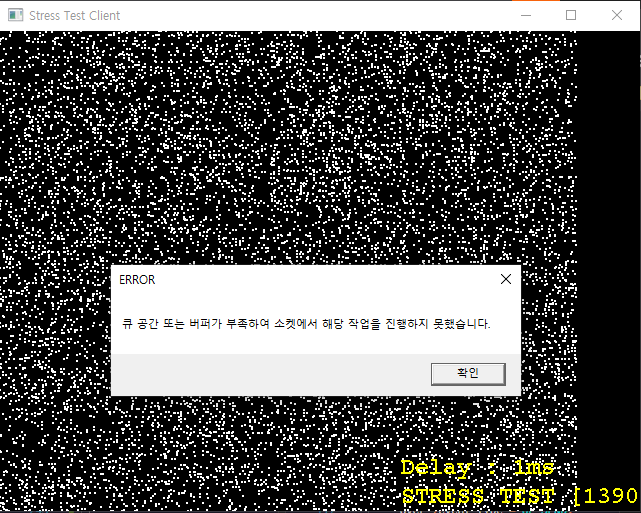 Stress Test Client
ERROR
큐 공간 또는 버퍼가 부족하여 소켓에서 해당 작업을 진행하지 못했습니다.
확인
Delay : 1ms
STRESS TEST [1390